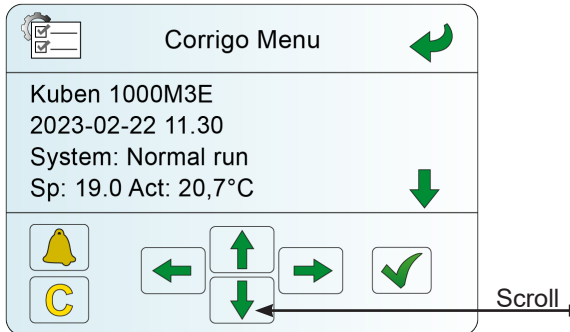 Corrigo Menu
Kuben 1000M3E
2023-02-22 11.30
System: Normal run
Sp: 19.0 Act: 20,7°C
C
Scroll